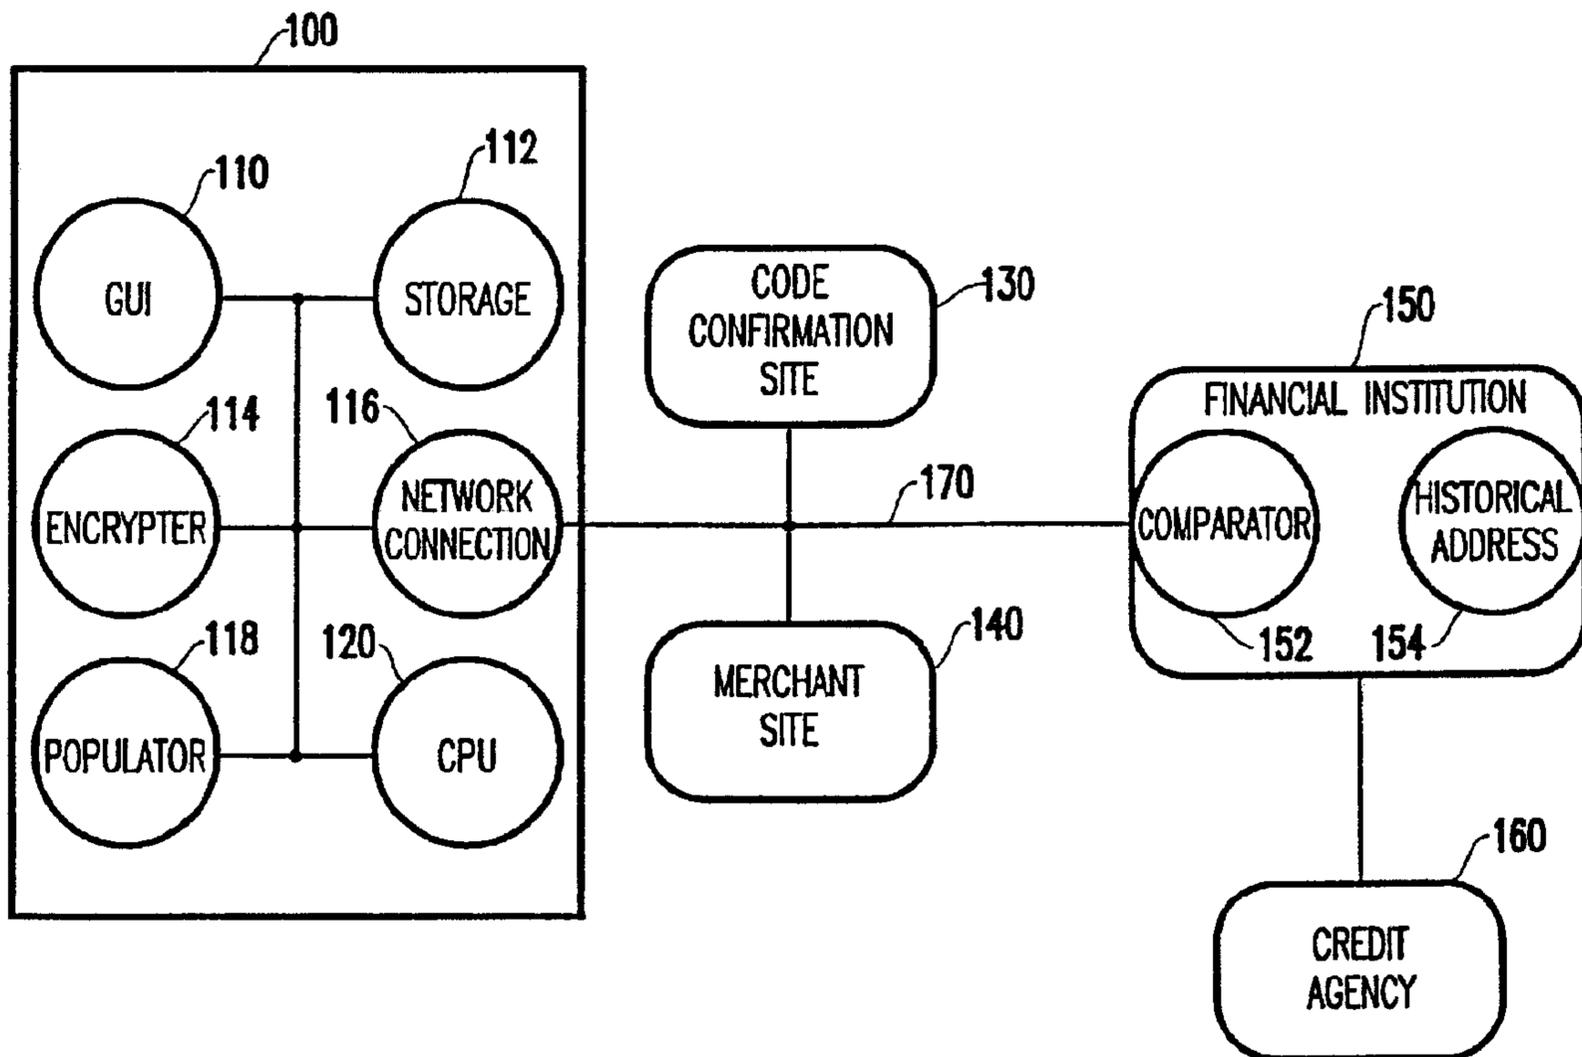 100
110
112
GUI
STORAGE
114
116
ENCRYPTER
NETWORK
CONNECTION
118
120
POPULATOR
CPU
CODE
CONFIRMATION
SITE
130
170
MERCHANT
SITE
140
150
FINANCIAL INSTITUTION
COMPARATOR
HISTORICAL
ADDRESS
152
154
160
CREDIT
AGENCY